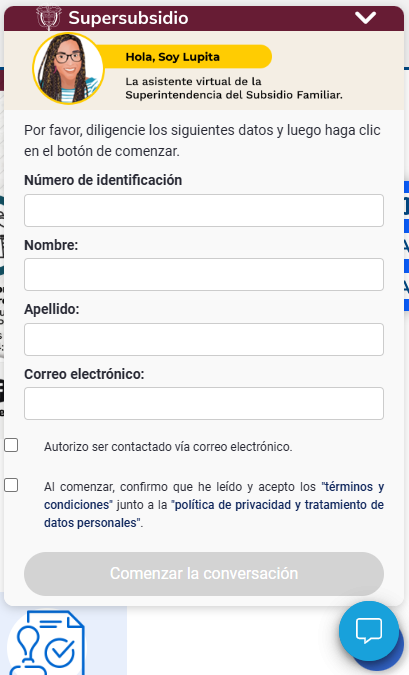 Supersubsidio
Hola, Soy Lupita
La asistente virtual de la
Superintendencia del Subsidio Familiar.
Por favor, diligencie los siguientes datos y luego haga clic
en el botón de comenzar.
Número de identificación
Nombre:
Apellido:
Correo electrónico:
Autorizo ser contactado vía correo electrónico.
Al comenzar, confirmo que he leído y acepto los "términos y
condiciones" junto a la "política de privacidad y tratamiento de
datos personales".
Comenzar la conversación